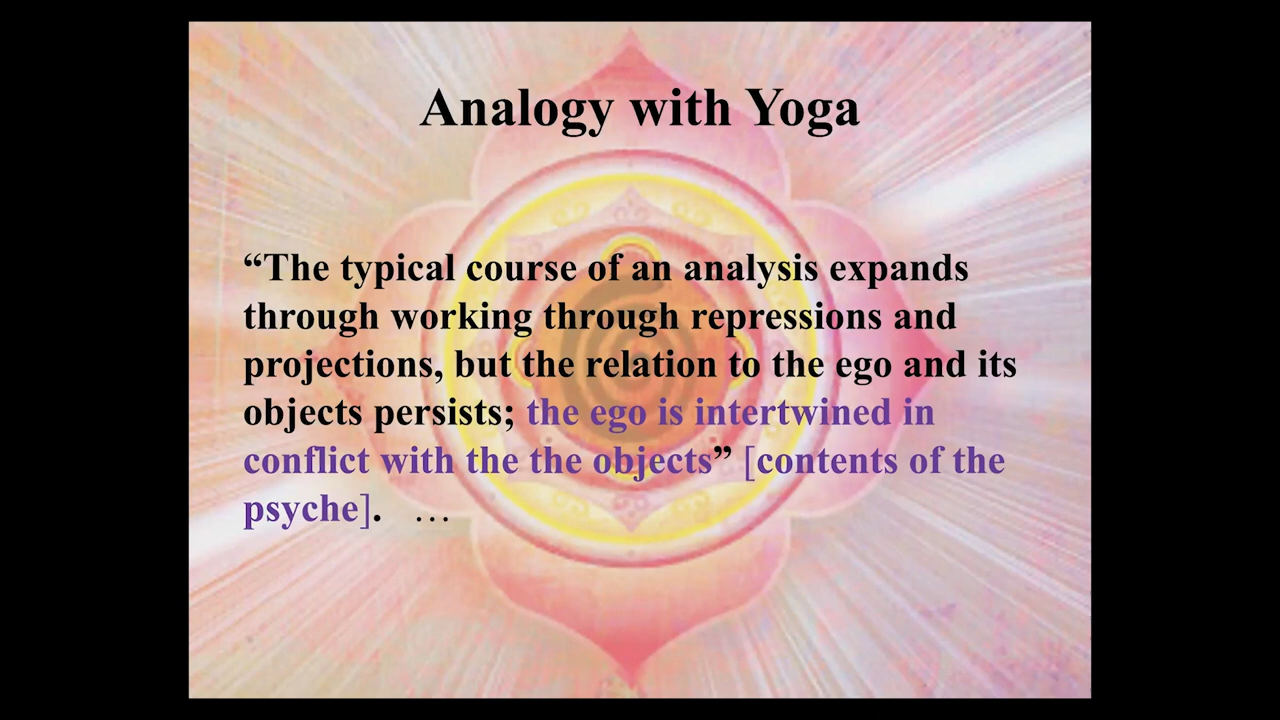 Analogy with Yoga
“The typical course of an analysis expands
through working through repressions and
projections, but the relation to the ego and its
objects persists; the ego is intertwined in
conflict with the the objects” [contents of the
psyche].   …